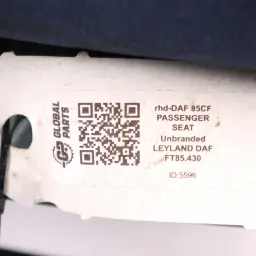 GLOBAL
PARTS
rhd-DAF 85CF
PASSENGER
SEAT
Unbranded
LEYLAND DAF
FT85.430
ID:5596